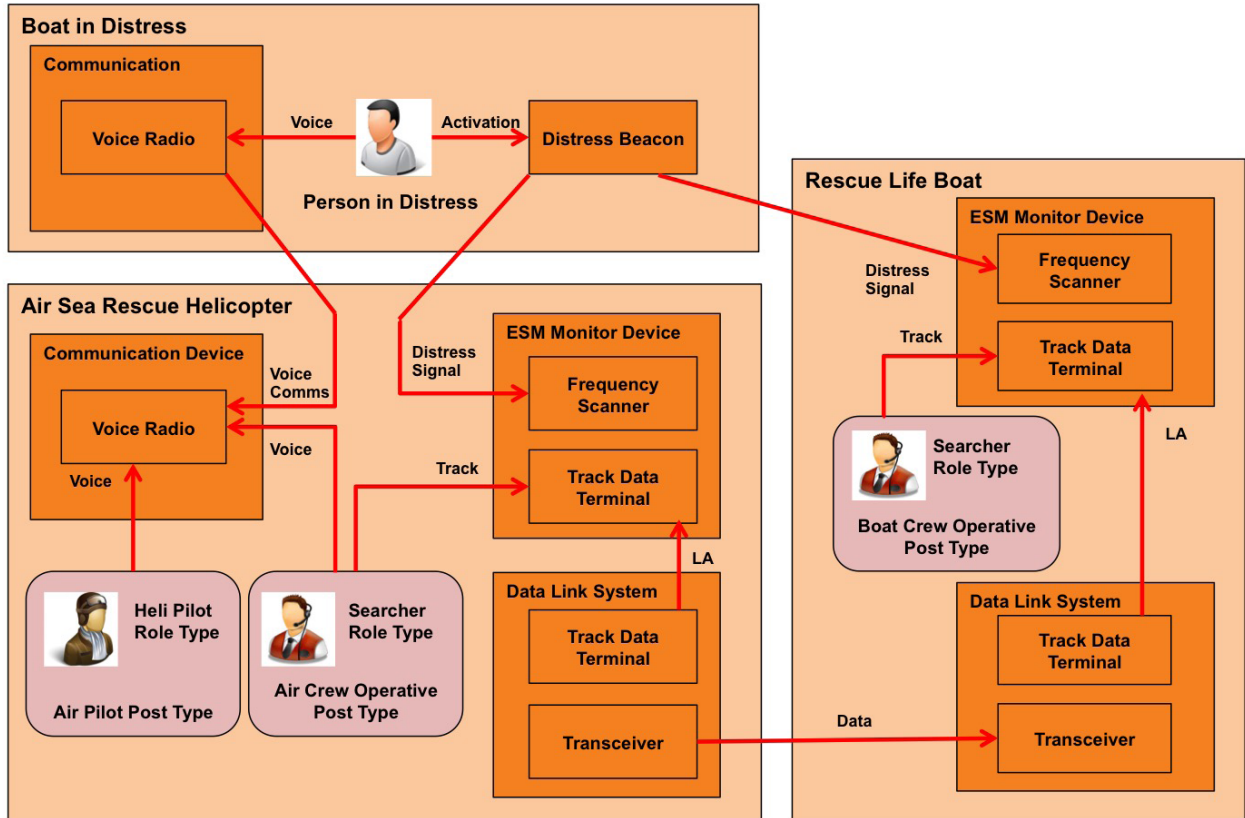 Boat in Distress
Communication
Voice Radio
Voice
Activation
Distress Beacon
Person in Distress
Rescue Life Boat
ESM Monitor Device
Frequency
Scanner
Distress
Signal
Track
Track Data
Terminal
LA
Searcher
Role Type
Boat Crew Operative
Post Type
Data Link System
Track Data
Terminal
Transceiver
Air Sea Rescue Helicopter
Communication Device
Voice
Comms
Voice Radio
Voice
Voice
ESM Monitor Device
Distress
Signal
Frequency
Scanner
Track
Track Data
Terminal
LA
Heli Pilot
Role Type
Air Pilot Post Type
Searcher
Role Type
Air Crew Operative
Post Type
Data Link System
Track Data
Terminal
Transceiver
Data